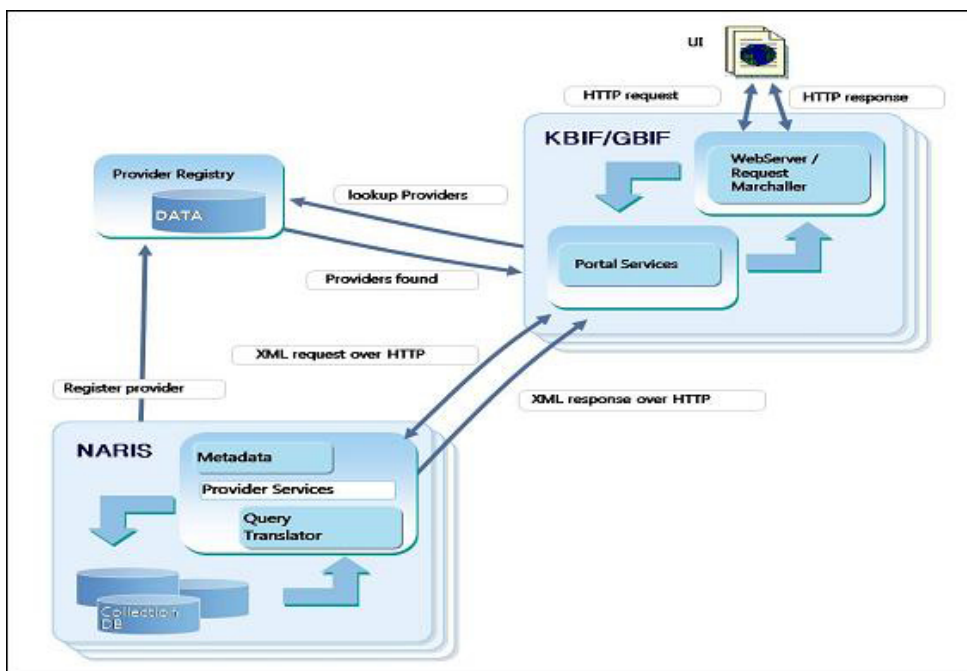 UI
HTTP request
HTTP response
KBIF/GBIF
WebServer /
Request
Marchaller
Provider Registry
DATA
lookup Providers
Portal Services
Providers found
XML request over HTTP
Register provider
XML response over HTTP
NARIS
Metadata
Provider Services
Query
Translator
Collection
DB